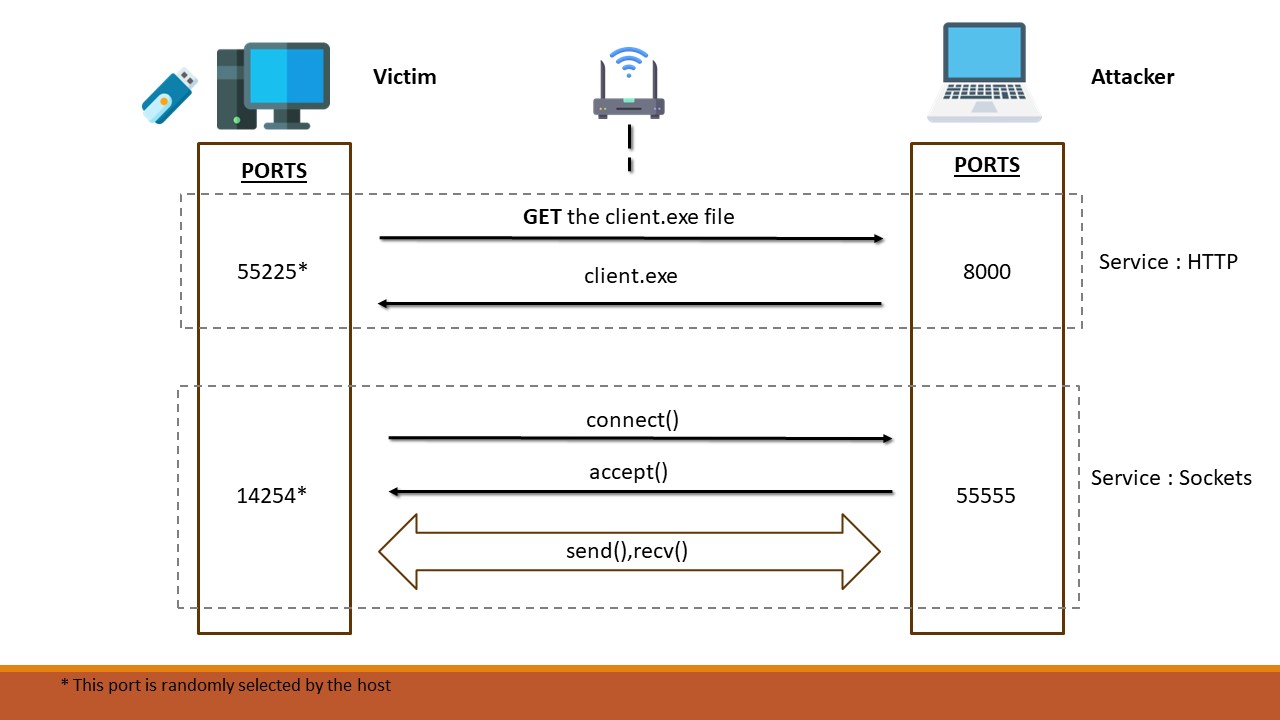 Victim
Attacker
PORTS
PORTS
GET the client.exe file
55225*
client.exe
8000
Service : HTTP
connect()
accept()
14254*
55555
Service : Sockets
send(),recv()
* This port is randomly selected by the host